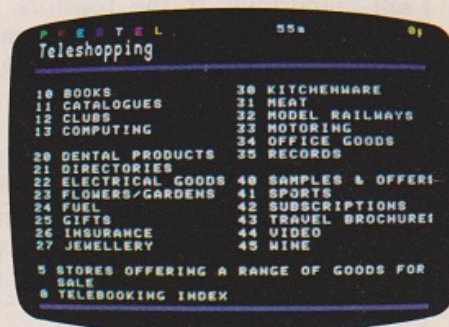 PRESTEL 55a 0p
Teleshopping
10 BOOKS
11 CATALOGUES
12 CLUBS
13 COMPUTING
20 DENTAL PRODUCTS
21 DIRECTORIES
22 ELECTRICAL GOODS
23 FLOWERS/GARDENS
24 FUEL
25 GIFTS
26 INSURANCE
27 JEWELLERY
30 KITCHENWARE
31 MEAT
32 MODEL RAILWAYS
33 MOTORING
34 OFFICE GOODS
35 RECORDS
40 SAMPLES & OFFERS
41 SPORTS
42 SUBSCRIPTIONS
43 TRAVEL BROCHURES
44 VIDEO
45 WINE
5 STORES OFFERING A RANGE OF GOODS FOR
SALE
6 TELEBOOKING INDEX